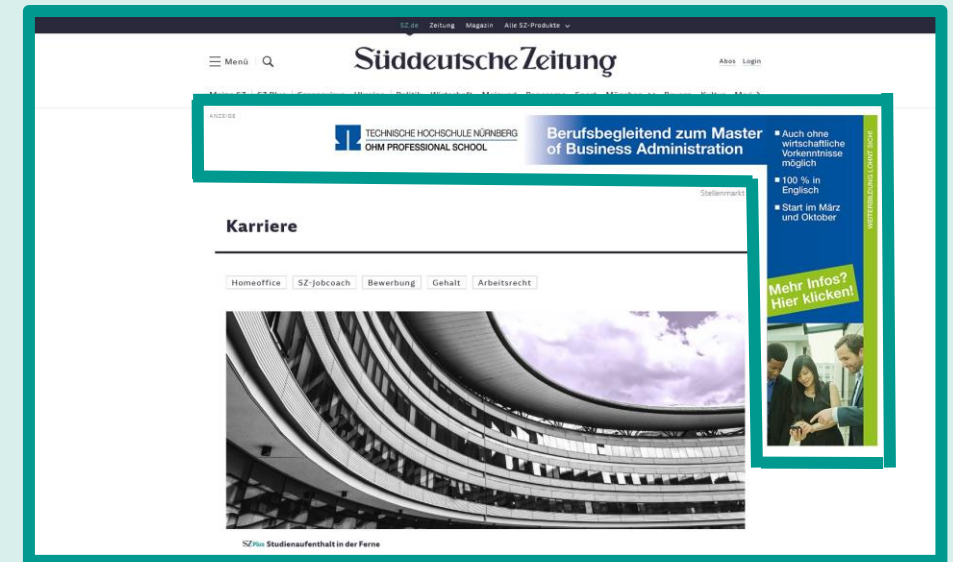 SZ.de Zeitung Magazin Alle SZ-Produkte
Menü
Süddeutsche Zeitung
Abos Login
ANZEIGE
TECHNISCHE HOCHSCHULE NÜRNBERG
OHM PROFESSIONAL SCHOOL
Berufsbegleitend zum Master
of Business Administration
Auch ohne
wirtschaftliche
Vorkenntnisse
möglich
100 % in
Englisch
Start im März
und Oktober
WEITERBILDUNG LOHNT SICH!
Mehr Infos?
Hier klicken!
Stellenmarkt
Karriere
Homeoffice SZ-Jobcoach Bewerbung Gehalt Arbeitsrecht
SZPlus Studienaufenthalt in der Ferne